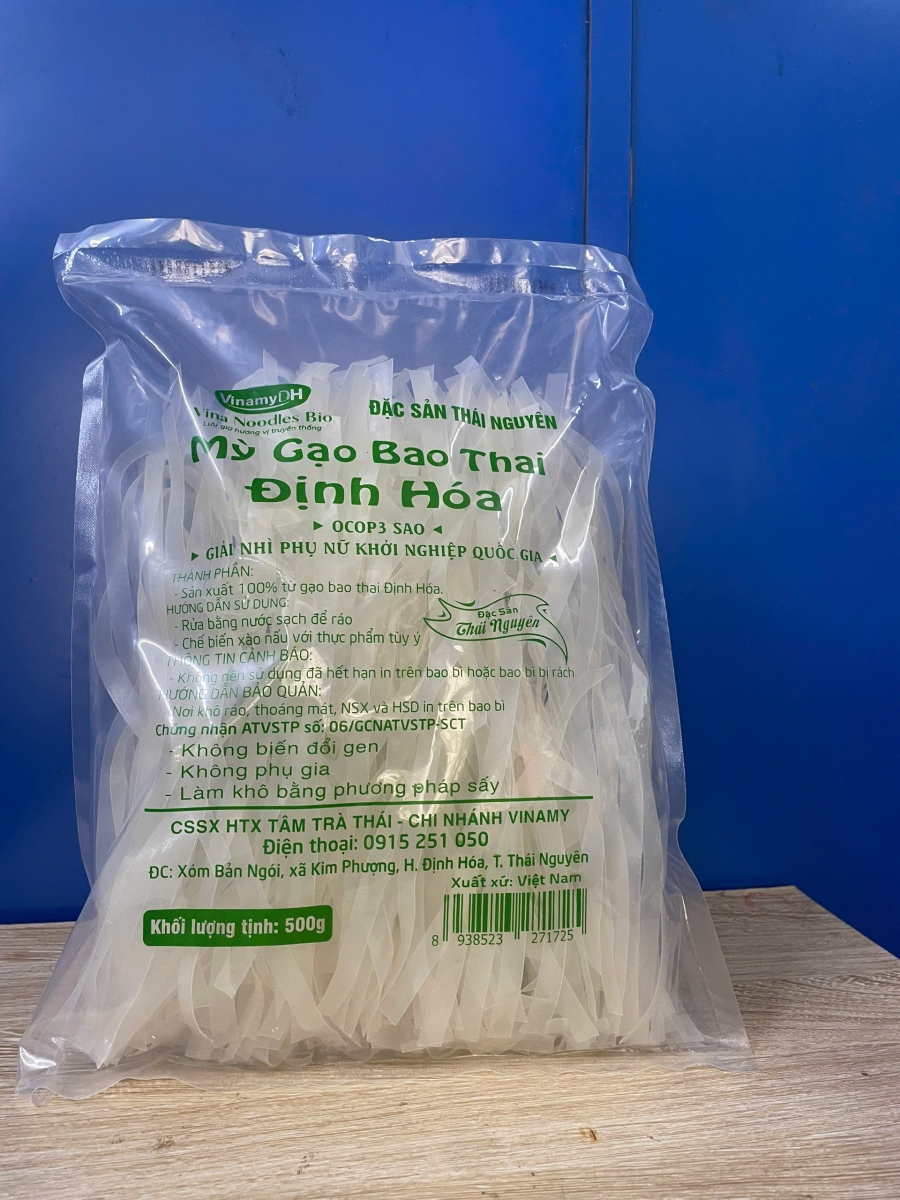 VinamyDH
Vina Noodles Bio
Lưu giữ hương vị truyền thống
ĐẶC SẢN THÁI NGUYÊN
Mỳ Gạo Bao Thai
Định Hóa
OCOP3 SAO
GIẢI NHÌ PHỤ NỮ KHỞI NGHIỆP QUỐC GIA
THÀNH PHẦN:
- Sản xuất 100% từ gạo bao thai Định Hóa.
HƯỚNG DẪN SỬ DỤNG:
- Rửa bằng nước sạch để ráo
- Chế biến xào nấu với thực phẩm tùy ý
Đặc Sản
Thái Nguyên
THÔNG TIN CẢNH BÁO:
- Không nên sử dụng đã hết hạn in trên bao bì hoặc bao bì bị rách
HƯỚNG DẪN BẢO QUẢN:
- Nơi khô ráo, thoáng mát, NSX và HSD in trên bao bì
Chứng nhận ATVSTP số: 06/GCNATVSTP-SCT
- Không biến đổi gen
- Không phụ gia
- Làm khô bằng phương pháp sấy
CSSX HTX TÂM TRÀ THÁI - CHI NHÁNH VINAMY
Điện thoại: 0915 251 050
ĐC: Xóm Bản Ngói, xã Kim Phượng, H. Định Hóa, T. Thái Nguyên
Xuất xứ: Việt Nam
Khối lượng tịnh: 500g
8 938523 271725